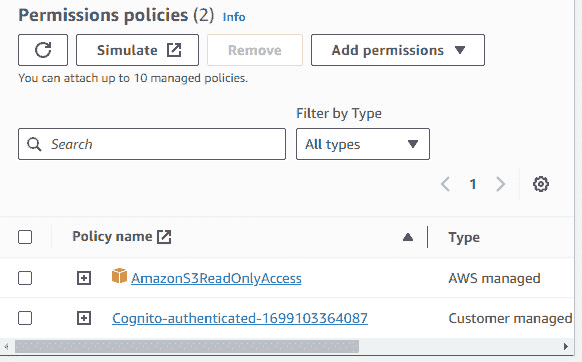 Permissions policies (2) Info
Simulate Remove Add permissions
You can attach up to 10 managed policies.
Filter by Type
Search All types
1
Policy name Type
AmazonS3ReadOnlyAccess AWS managed
Cognito-authenticated-1699103364087 Customer managed